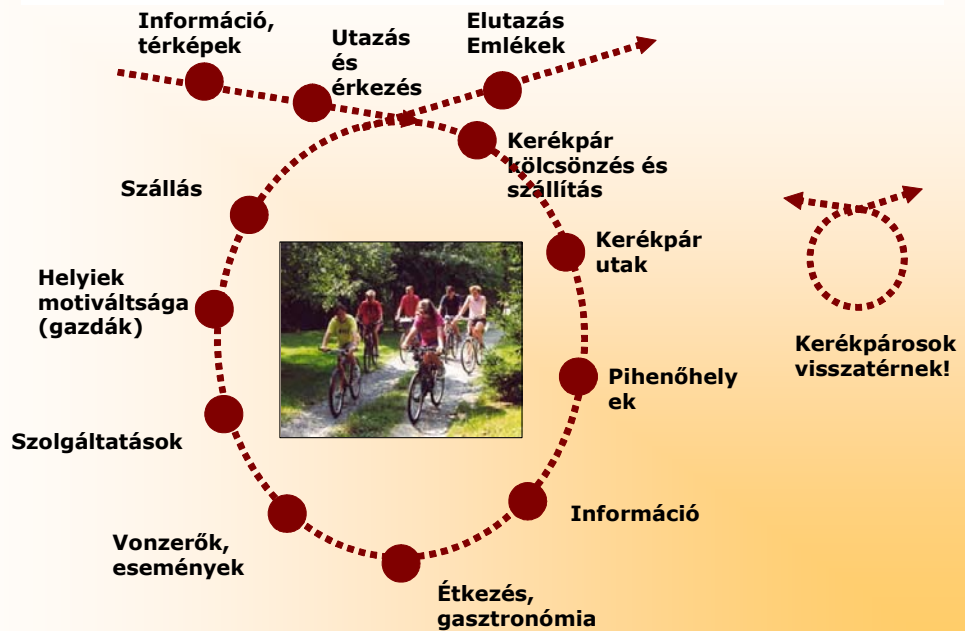 Információ,
térképek
Utazás
és
érkezés
Elutazás
Emlékek
Kerékpár
kölcsönzés és
szállítás
Kerékpár
utak
Pihenőhely
ek
Információ
Étkezés,
gasztronómia
Vonzerők,
események
Szolgáltatások
Helyiek
motiváltsága
(gazdák)
Szállás
Kerékpárosok
visszatérnek!